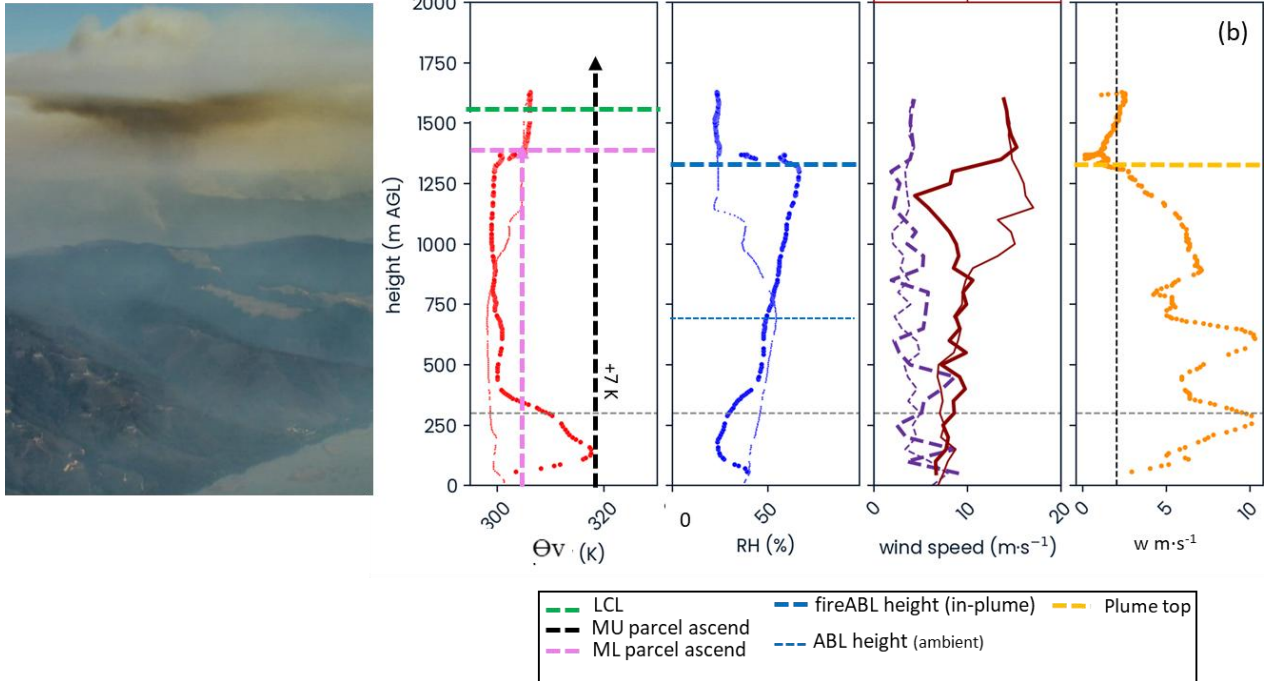 (b)
2000
1750
1500
1250
1000
750
500
250
0
height (m AGL)
+7 K
300 320
0 50
0 10 20
0 5 10
Θv (K)
RH (%)
wind speed (m·s⁻¹)
w m·s⁻¹
LCL
MU parcel ascend
ML parcel ascend
fireABL height (in-plume)
ABL height (ambient)
Plume top